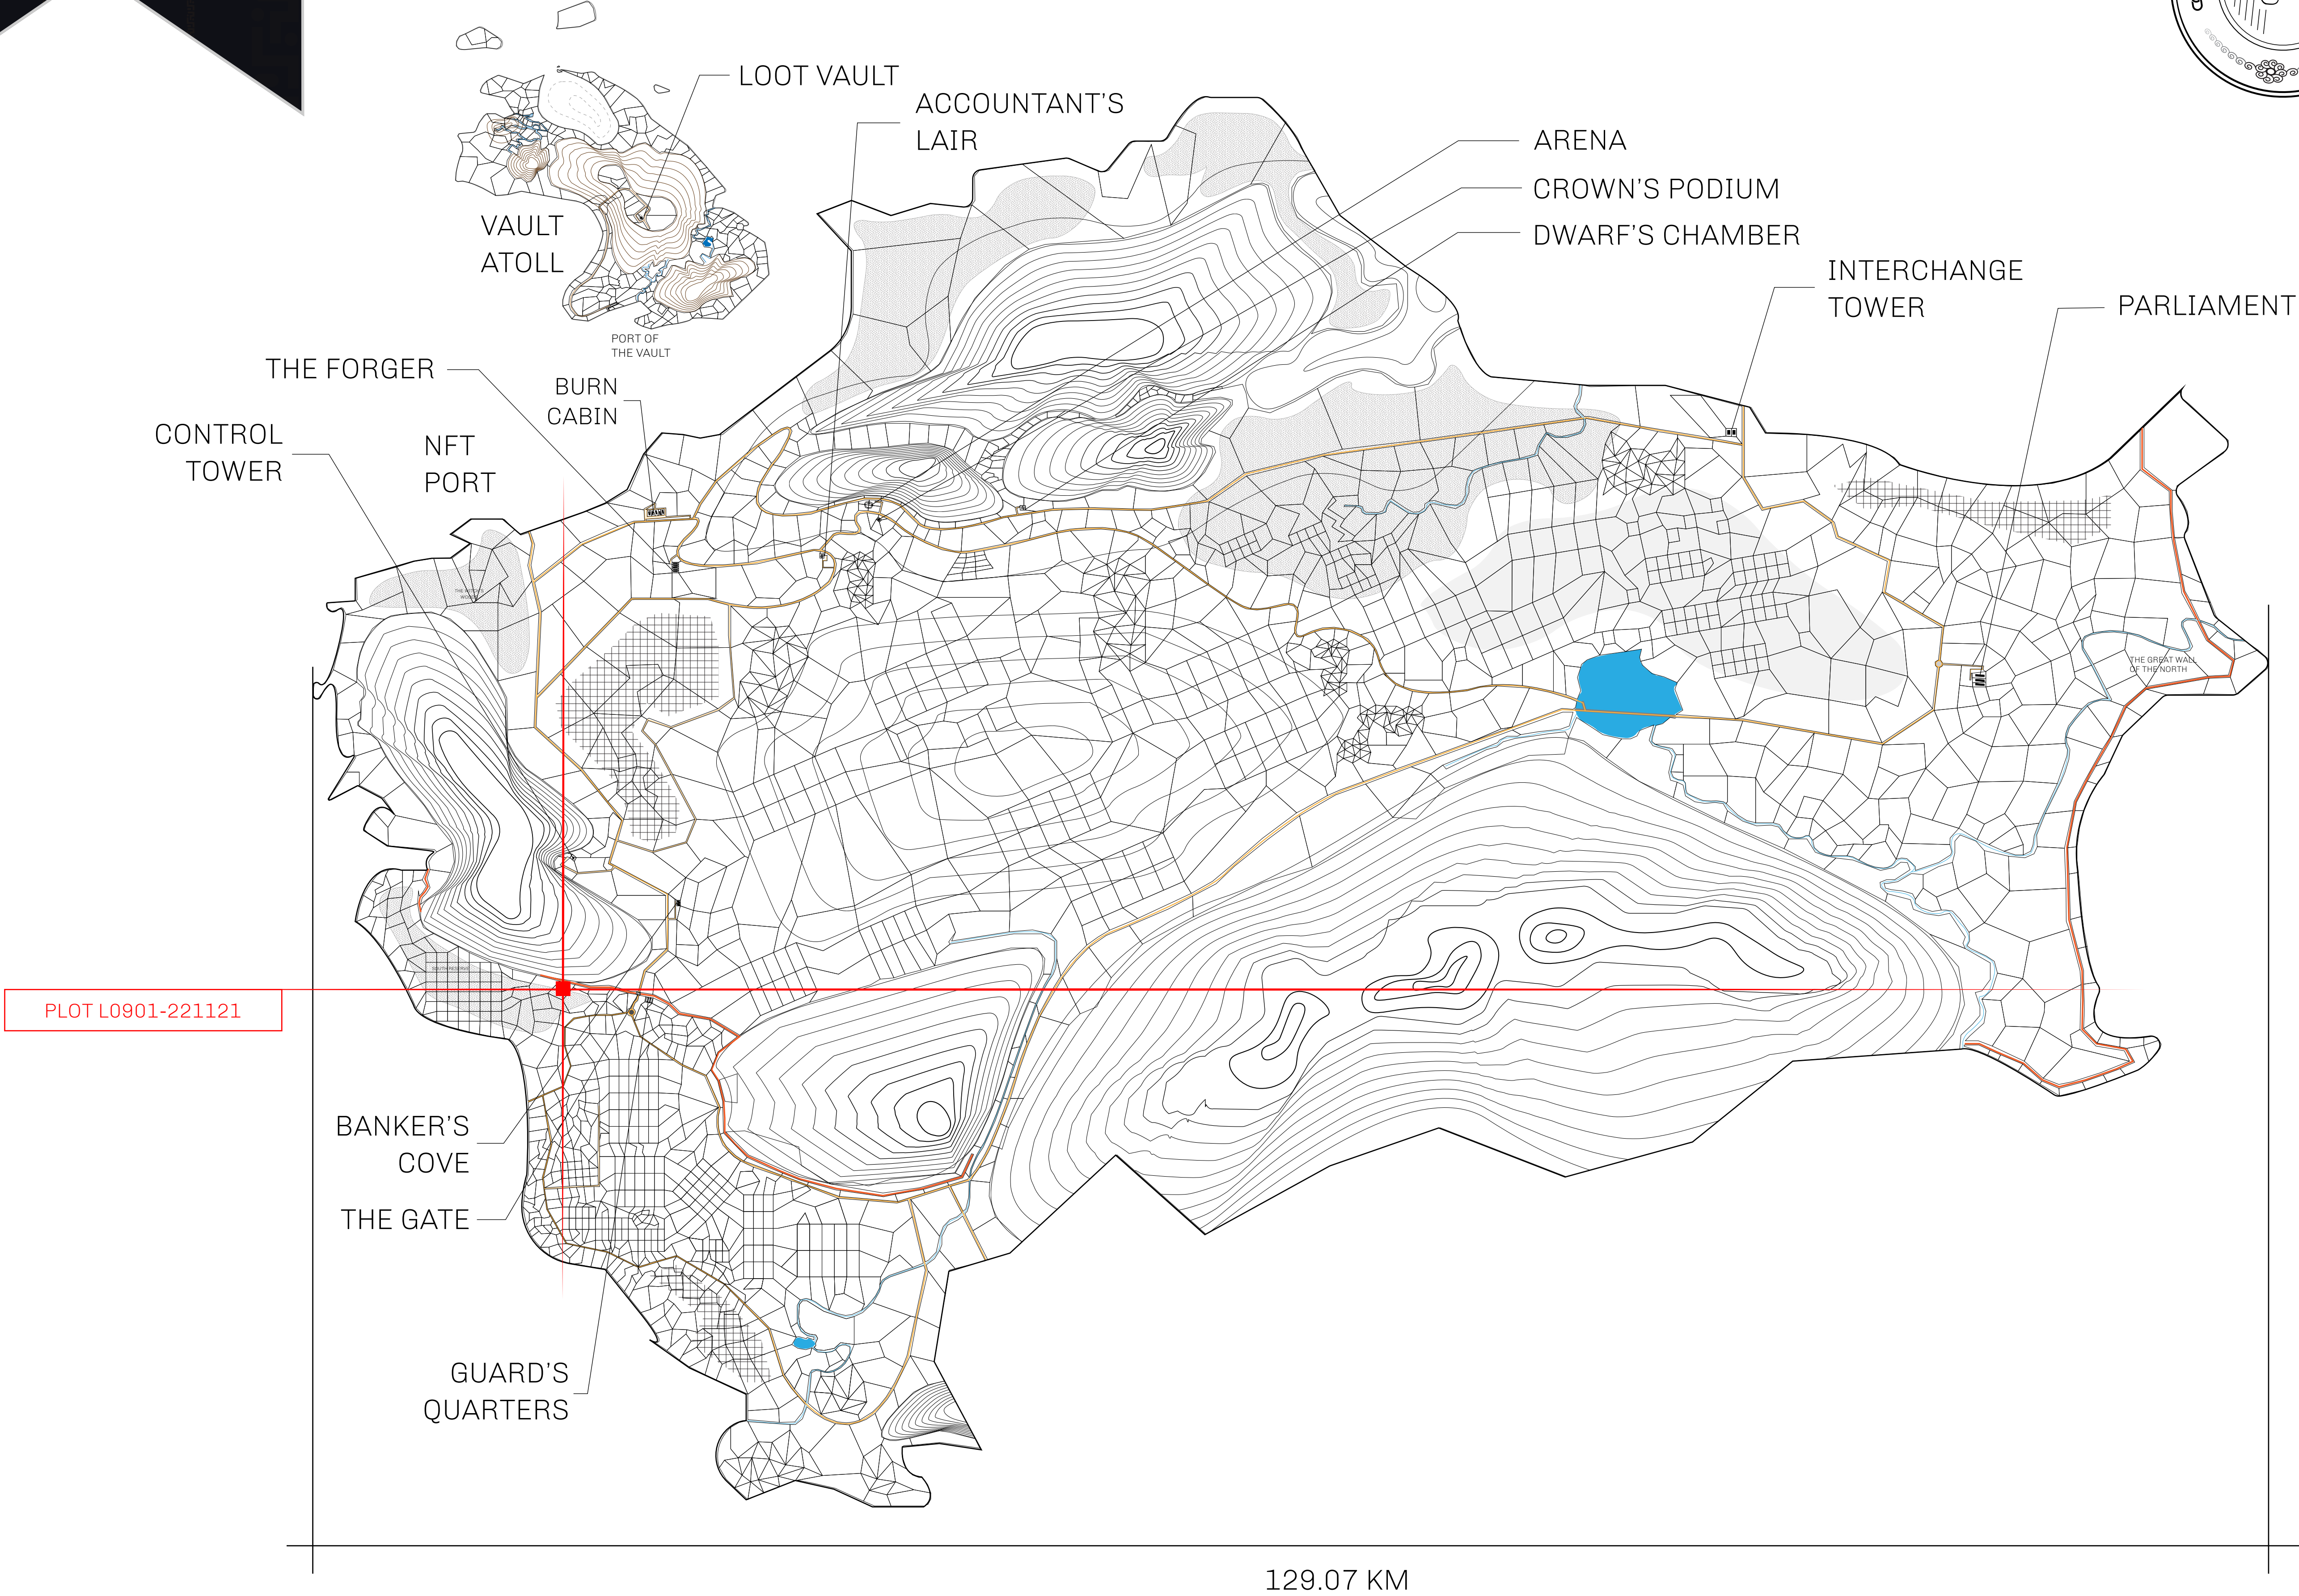 LOOT VAULT
ACCOUNTANT'S
LAIR
ARENA
CROWN'S PODIUM
DWARF'S CHAMBER
VAULT
ATOLL
INTERCHANGE
TOWER
PARLIAMENT
PORT OF
THE VAULT
THE FORGER
BURN
CABIN
CONTROL
TOWER
NFT
PORT
THE GREAT WALL
OF THE NORTH
SOUTH RESERVE
PLOT L0901-221121
BANKER'S
COVE
THE GATE
GUARD'S
QUARTERS
129.07 KM